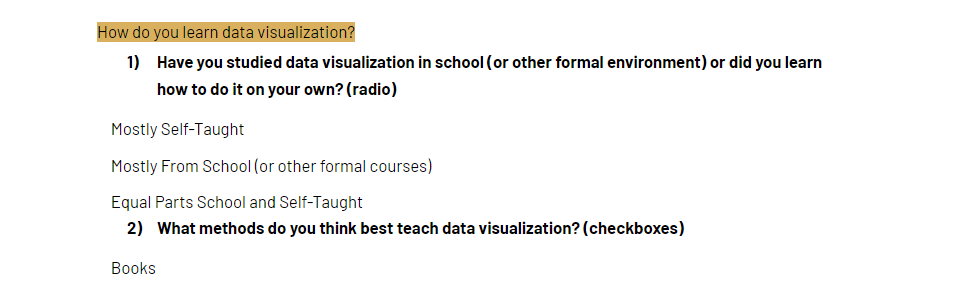 How do you learn data visualization?
1) Have you studied data visualization in school (or other formal environment) or did you learn
how to do it on your own? (radio)
Mostly Self-Taught
Mostly From School (or other formal courses)
Equal Parts School and Self-Taught
2) What methods do you think best teach data visualization? (checkboxes)
Books